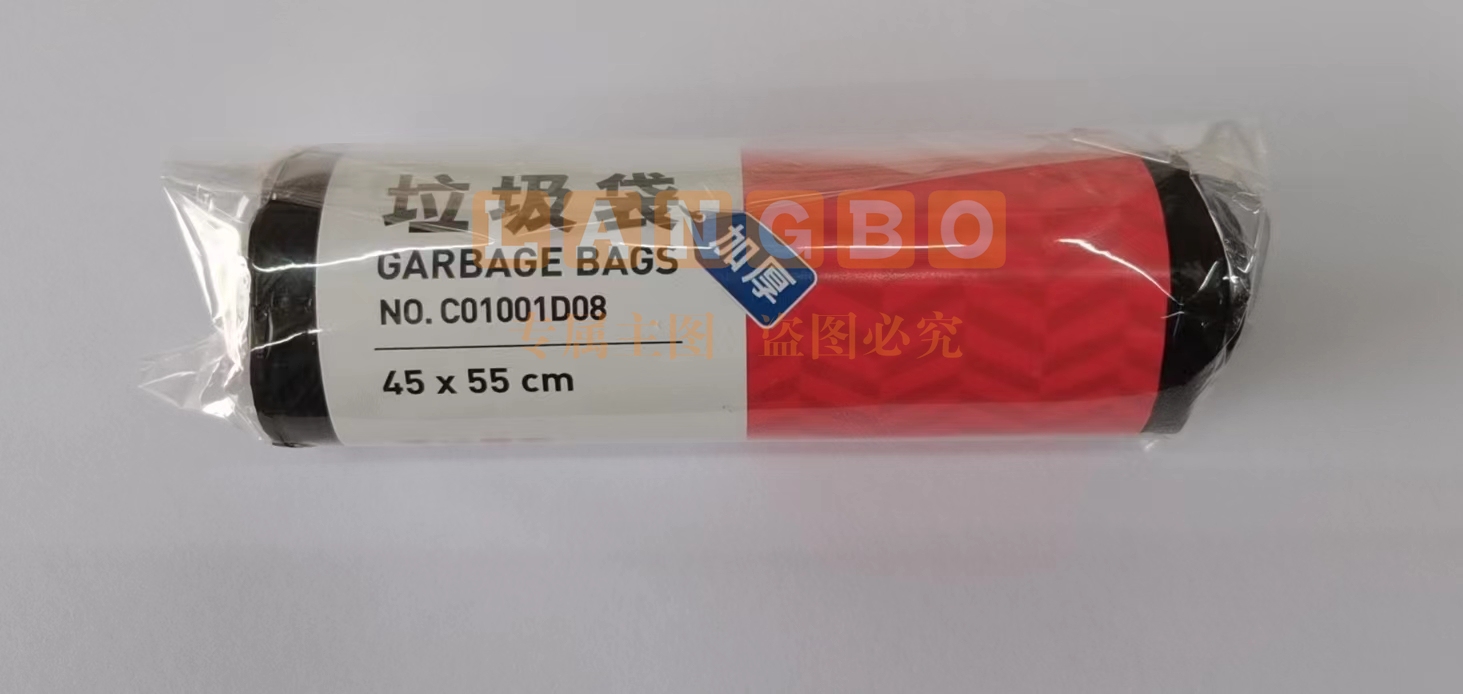 垃圾袋
LANGBO
加厚
GARBAGE BAGS
NO. C01001D08
专属主图 盗图必究
45 x 55 cm